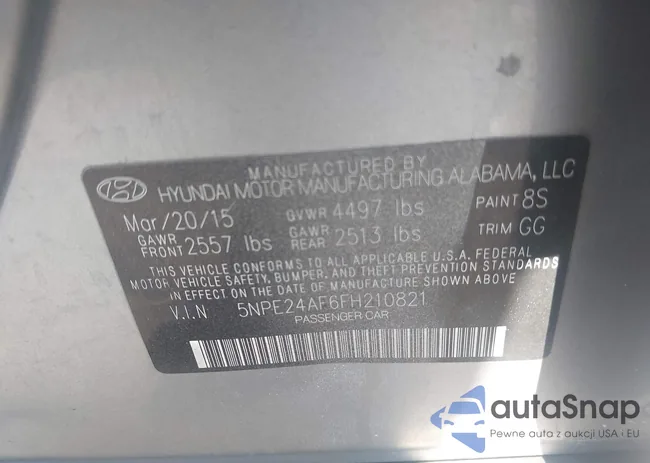 MANUFACTURED BY
HYUNDAI MOTOR MANUFACTURING ALABAMA, LLC
Mar/20/15 GVWR 4497 lbs PAINT 8S
GAWR FRONT 2557 lbs GAWR REAR 2513 lbs TRIM GG
THIS VEHICLE CONFORMS TO ALL APPLICABLE U.S.A. FEDERAL
MOTOR VEHICLE SAFETY, BUMPER, AND THEFT PREVENTION STANDARDS
IN EFFECT ON THE DATE OF MANUFACTURE SHOWN ABOVE
V.I.N 5NPE24AF6FH210821
PASSENGER CAR
autaSnap
Pewne auta z aukcji USA i EU